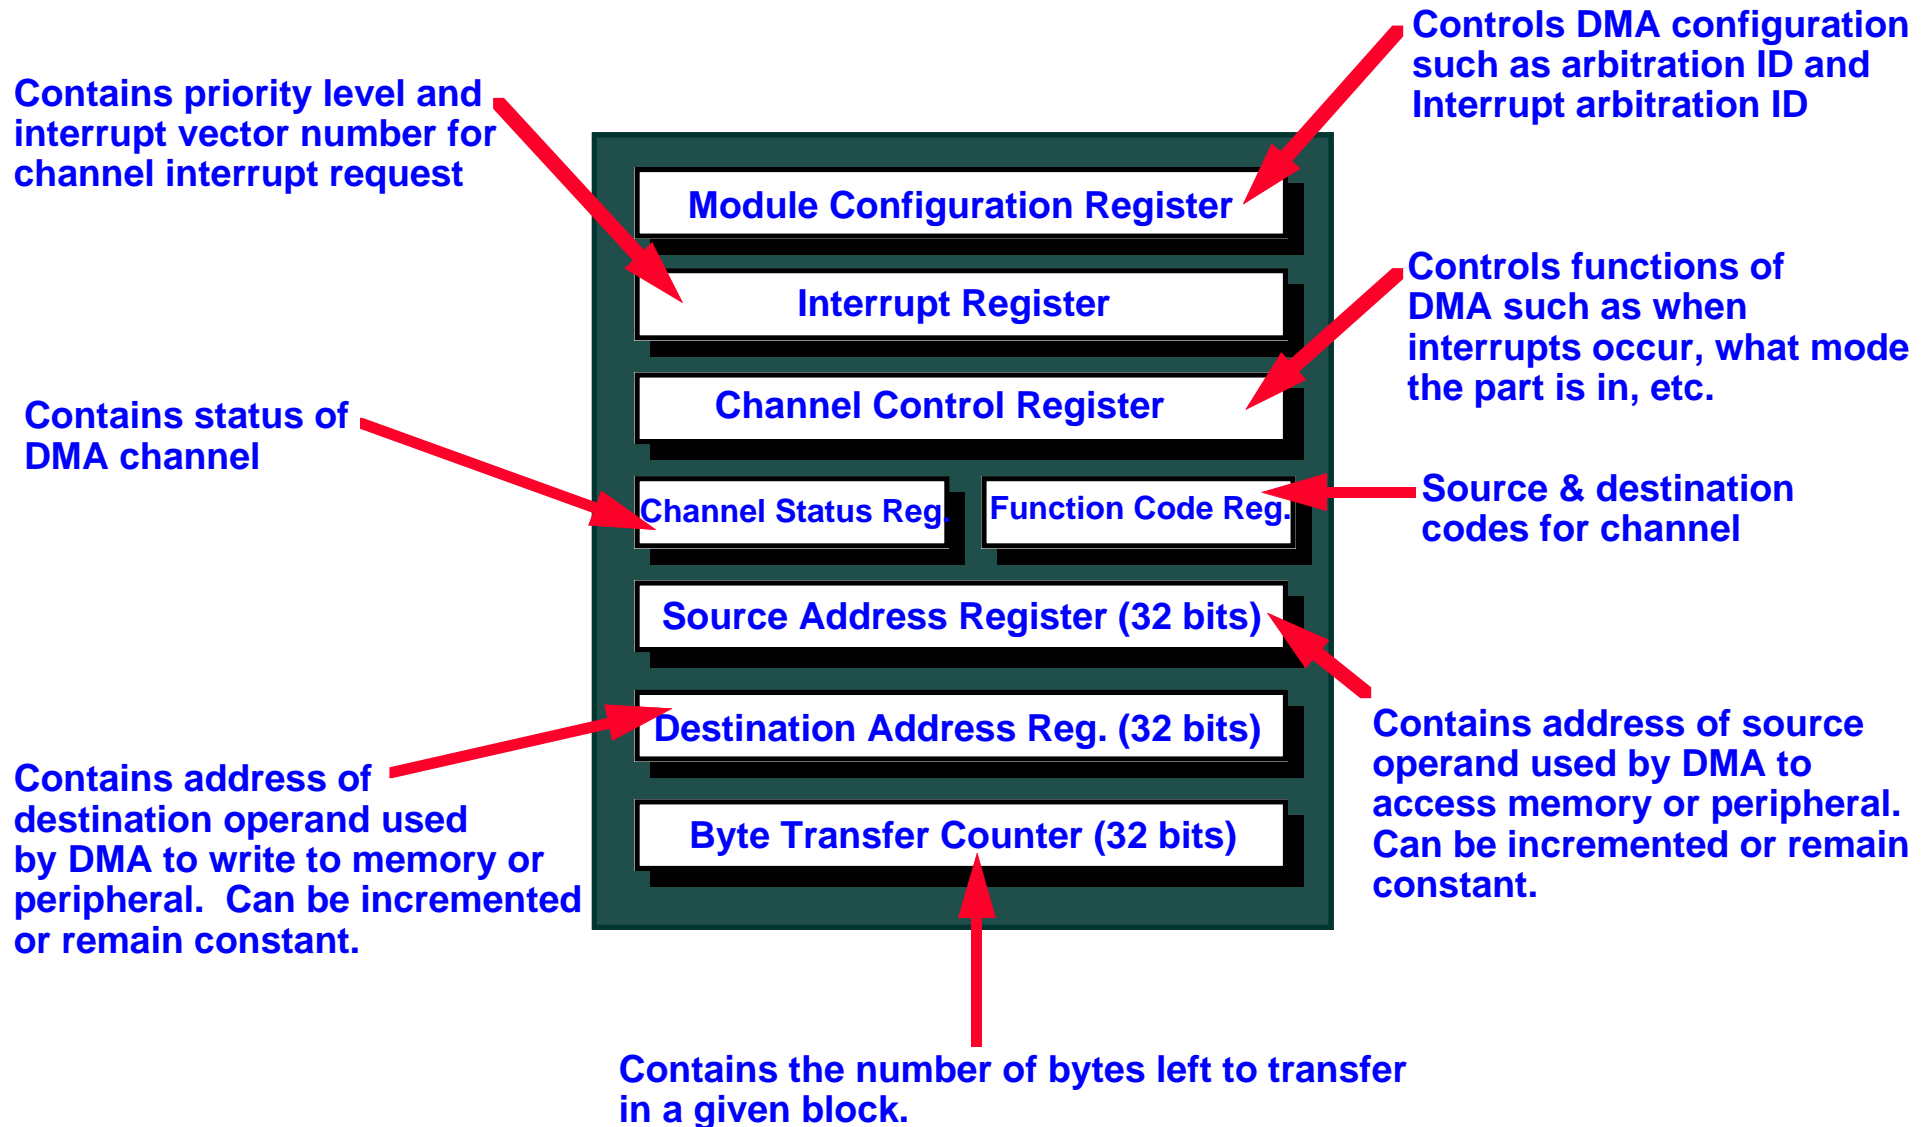 Controls DMA configuration
such as arbitration ID and
Interrupt arbitration ID
Contains priority level and
interrupt vector number for
channel interrupt request
Module Configuration Register
Interrupt Register
Controls functions of
DMA such as when
interrupts occur, what mode
the part is in, etc.
Channel Control Register
Contains status of
DMA channel
Channel Status Reg.
Function Code Reg.
Source & destination
codes for channel
Source Address Register (32 bits)
Destination Address Reg. (32 bits)
Contains address of source
operand used by DMA to
access memory or peripheral.
Can be incremented or remain
constant.
Contains address of
destination operand used
by DMA to write to memory or
peripheral.  Can be incremented
or remain constant.
Byte Transfer Counter (32 bits)
Contains the number of bytes left to transfer
in a given block.